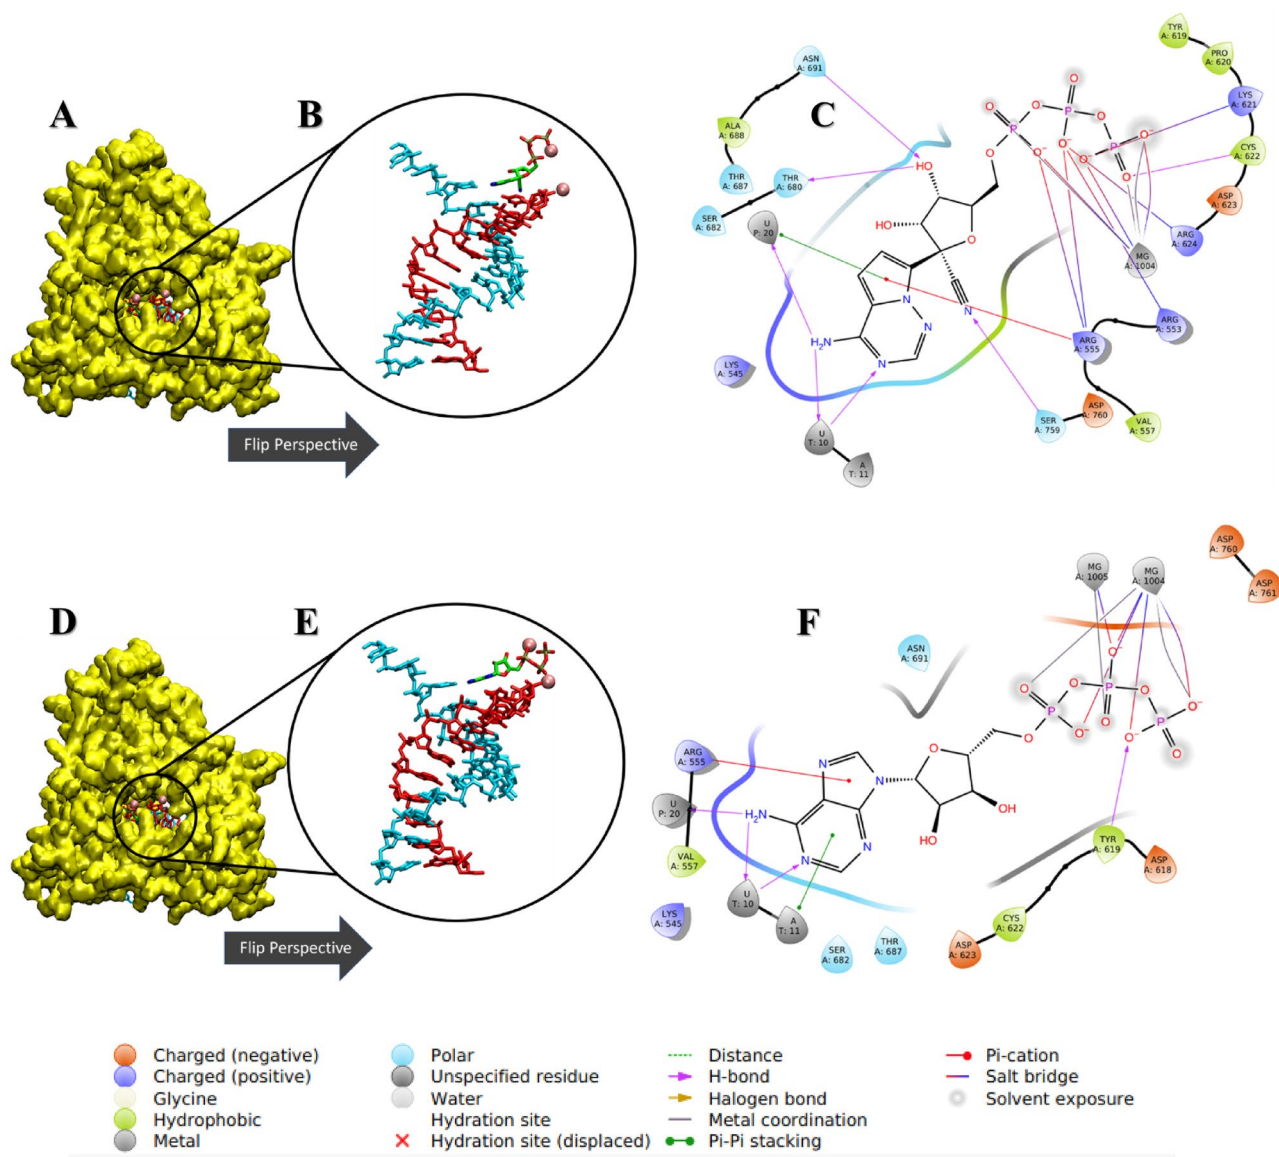 A
B
C
Flip Perspective
ASN
A: 691
ALA
A: 688
THR
A: 687
THR
A: 680
SER
A: 682
U
P: 20
LYS
A: 545
U
T: 10
A
T: 11
SER
A: 759
ASP
A: 760
VAL
A: 557
ARG
A: 555
ARG
A: 553
MG
A: 1004
ARG
A: 624
ASP
A: 623
CYS
A: 622
LYS
A: 621
PRO
A: 620
TYR
A: 619
O
P
O
O
P
O
O
P
O⁻
O⁻
O⁻
O⁻
O
O
HO
HO
O
N
N
N
N
H₂N
D
E
F
Flip Perspective
MG
A: 1005
MG
A: 1004
ASP
A: 760
ASP
A: 761
ASN
A: 691
ARG
A: 555
U
P: 20
VAL
A: 557
LYS
A: 545
U
T: 10
A
T: 11
SER
A: 682
THR
A: 687
ASP
A: 623
CYS
A: 622
TYR
A: 619
ASP
A: 618
O⁻
O
O
P
O
P
O
O⁻
P
O⁻
O⁻
O
O
O
O
N
N
N
N
H₂N
OH
OH
Charged (negative)
Charged (positive)
Glycine
Hydrophobic
Metal
Polar
Unspecified residue
Water
Hydration site
Hydration site (displaced)
Distance
H-bond
Halogen bond
Metal coordination
Pi-Pi stacking
Pi-cation
Salt bridge
Solvent exposure